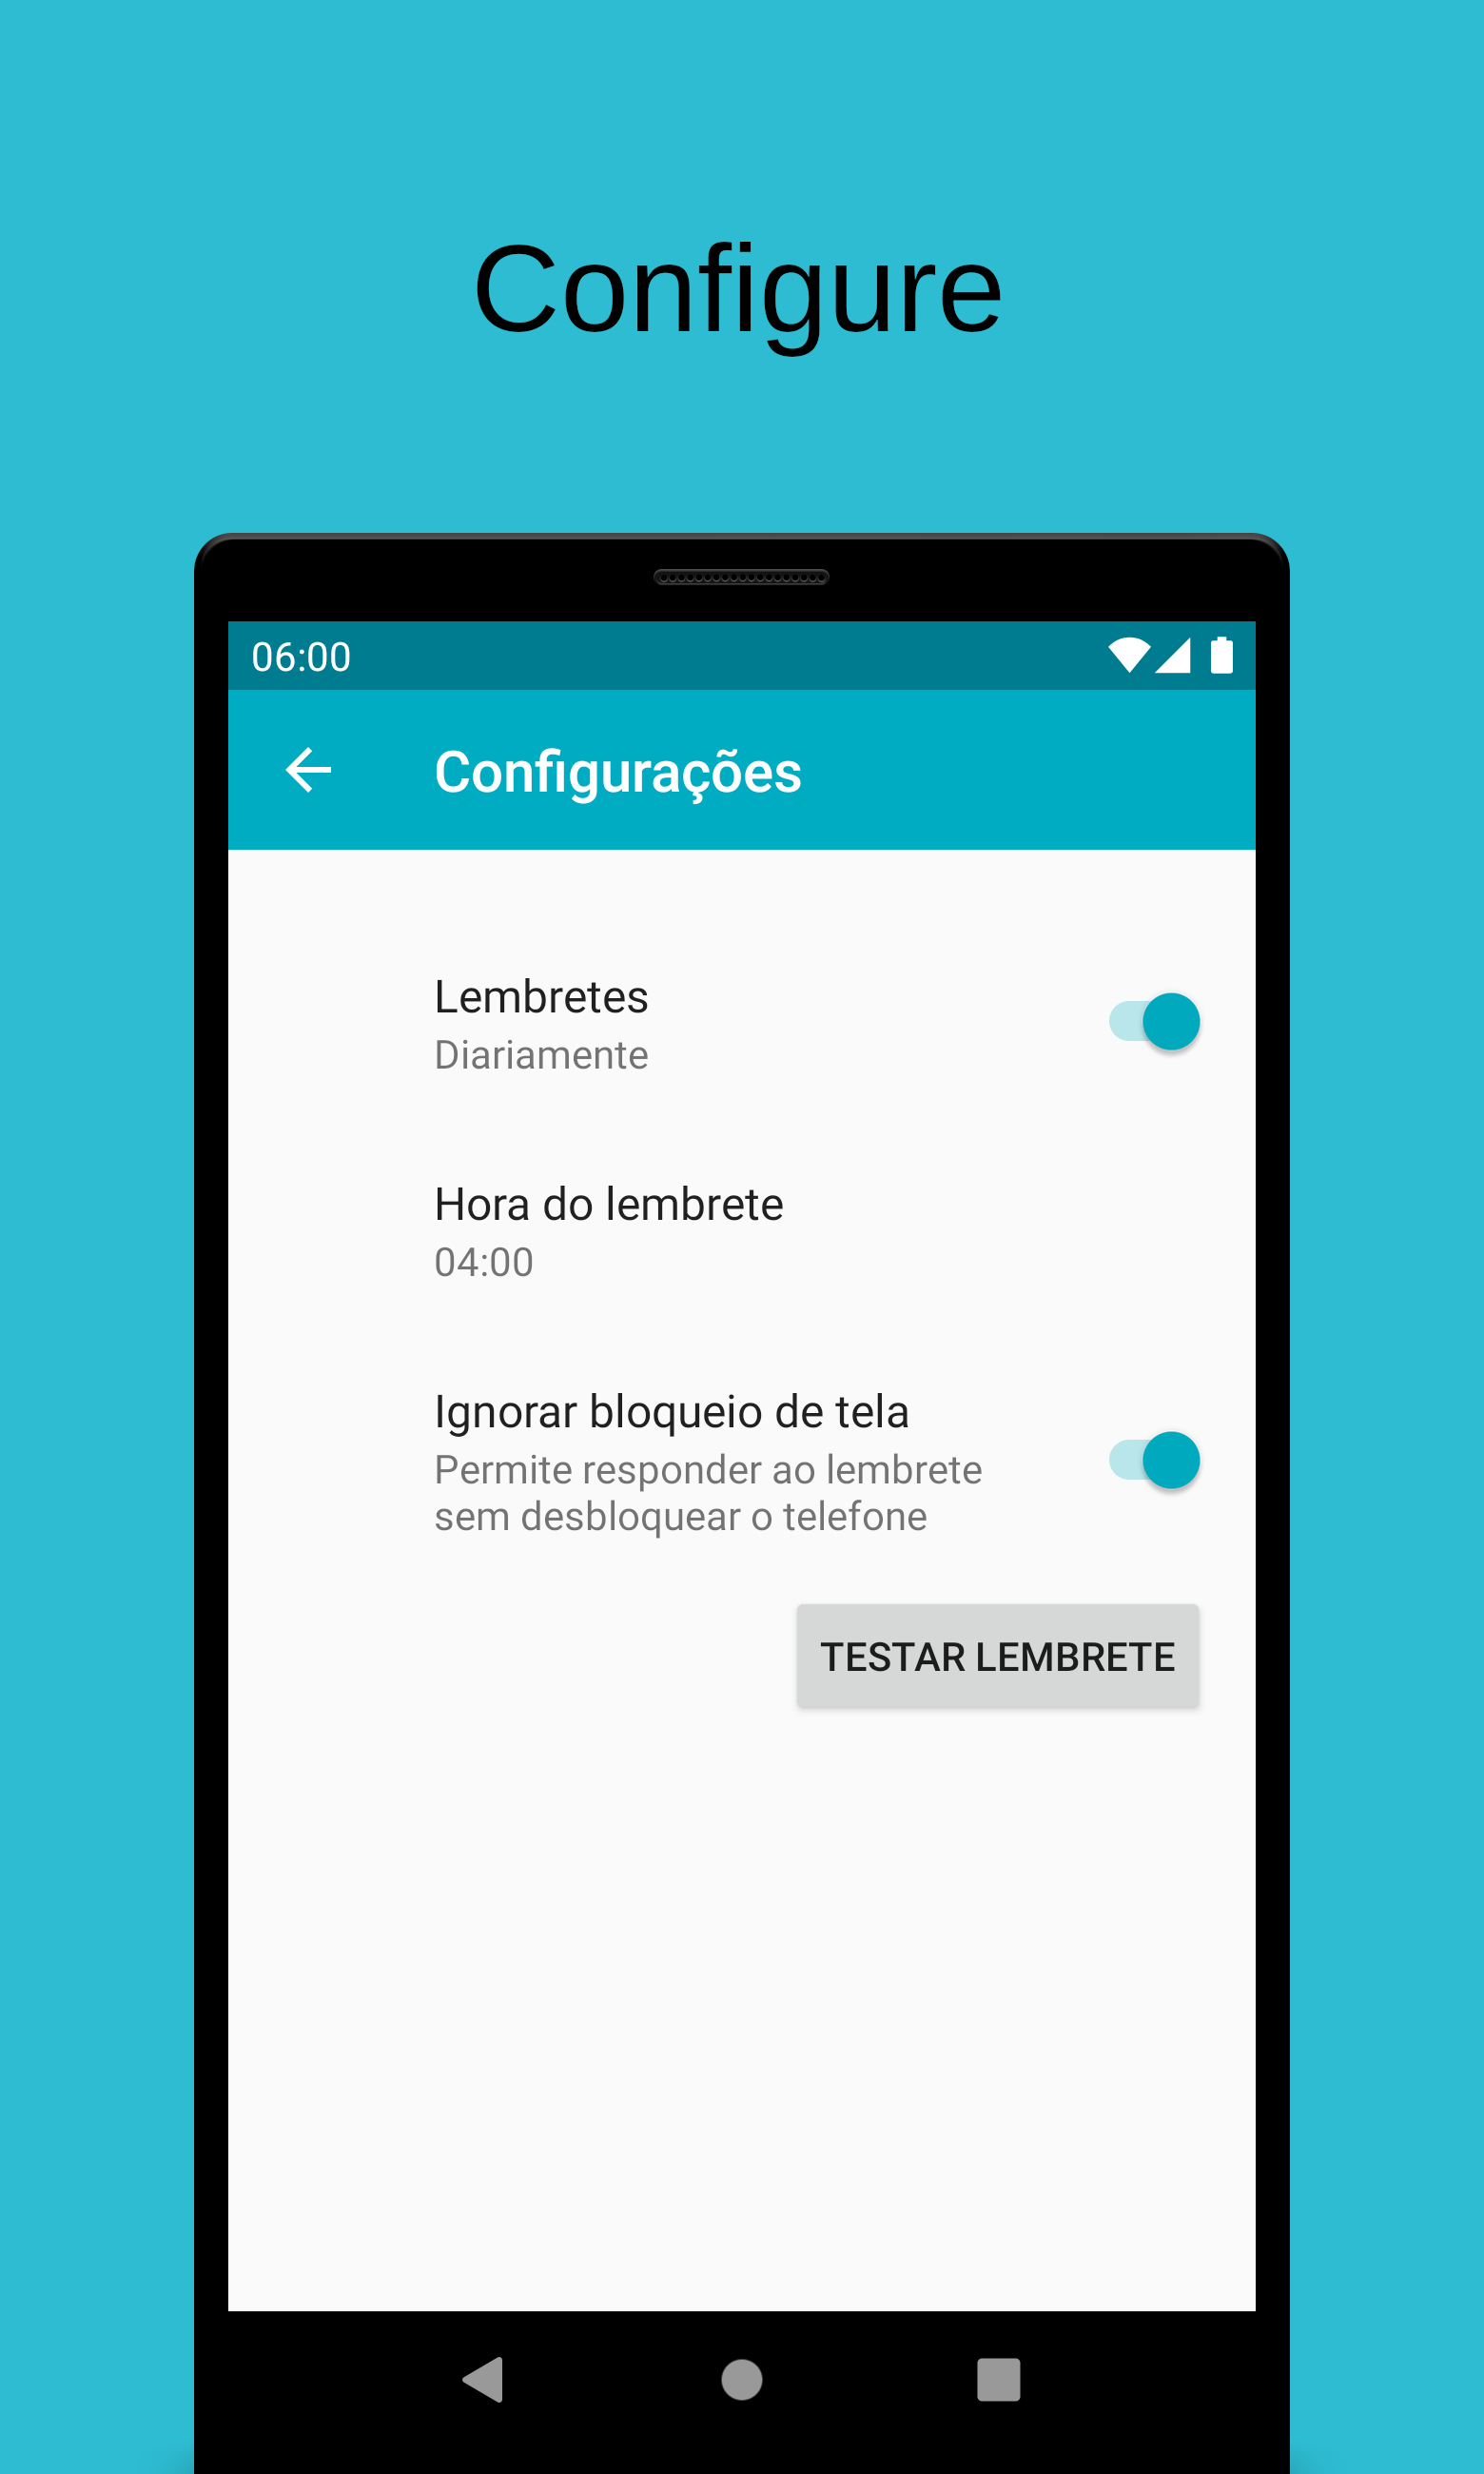 Configure
06:00
Configurações
Lembretes
Diariamente
Hora do lembrete
04:00
Ignorar bloqueio de tela
Permite responder ao lembrete
sem desbloquear o telefone
TESTAR LEMBRETE